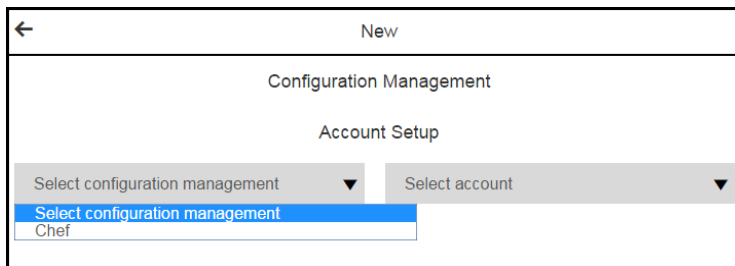 New
Configuration Management
Account Setup
Select configuration management
Select account
Select configuration management
Chef